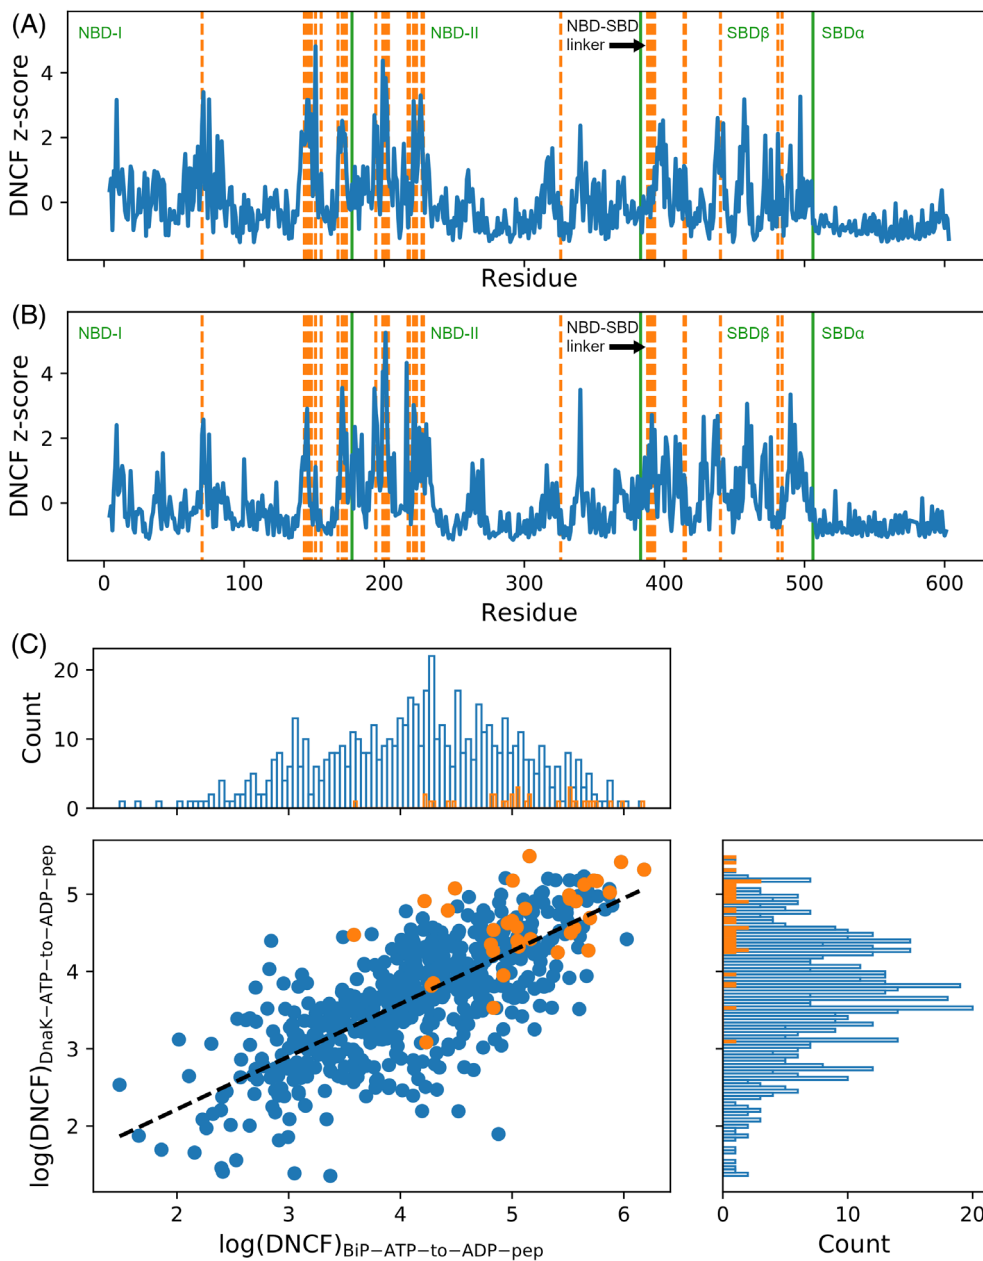 (A)
NBD-I
NBD-II
NBD-SBD
linker
SBDβ
SBDα
DNCF z-score
4
2
0
Residue
(B)
NBD-I
NBD-II
NBD-SBD
linker
SBDβ
SBDα
DNCF z-score
4
2
0
0 100 200 300 400 500 600
Residue
(C)
Count
20
10
0
log(DNCF)DnaK−ATP−to−ADP−pep
5
4
3
2
2 3 4 5 6
log(DNCF)BiP−ATP−to−ADP−pep
0 10 20
Count